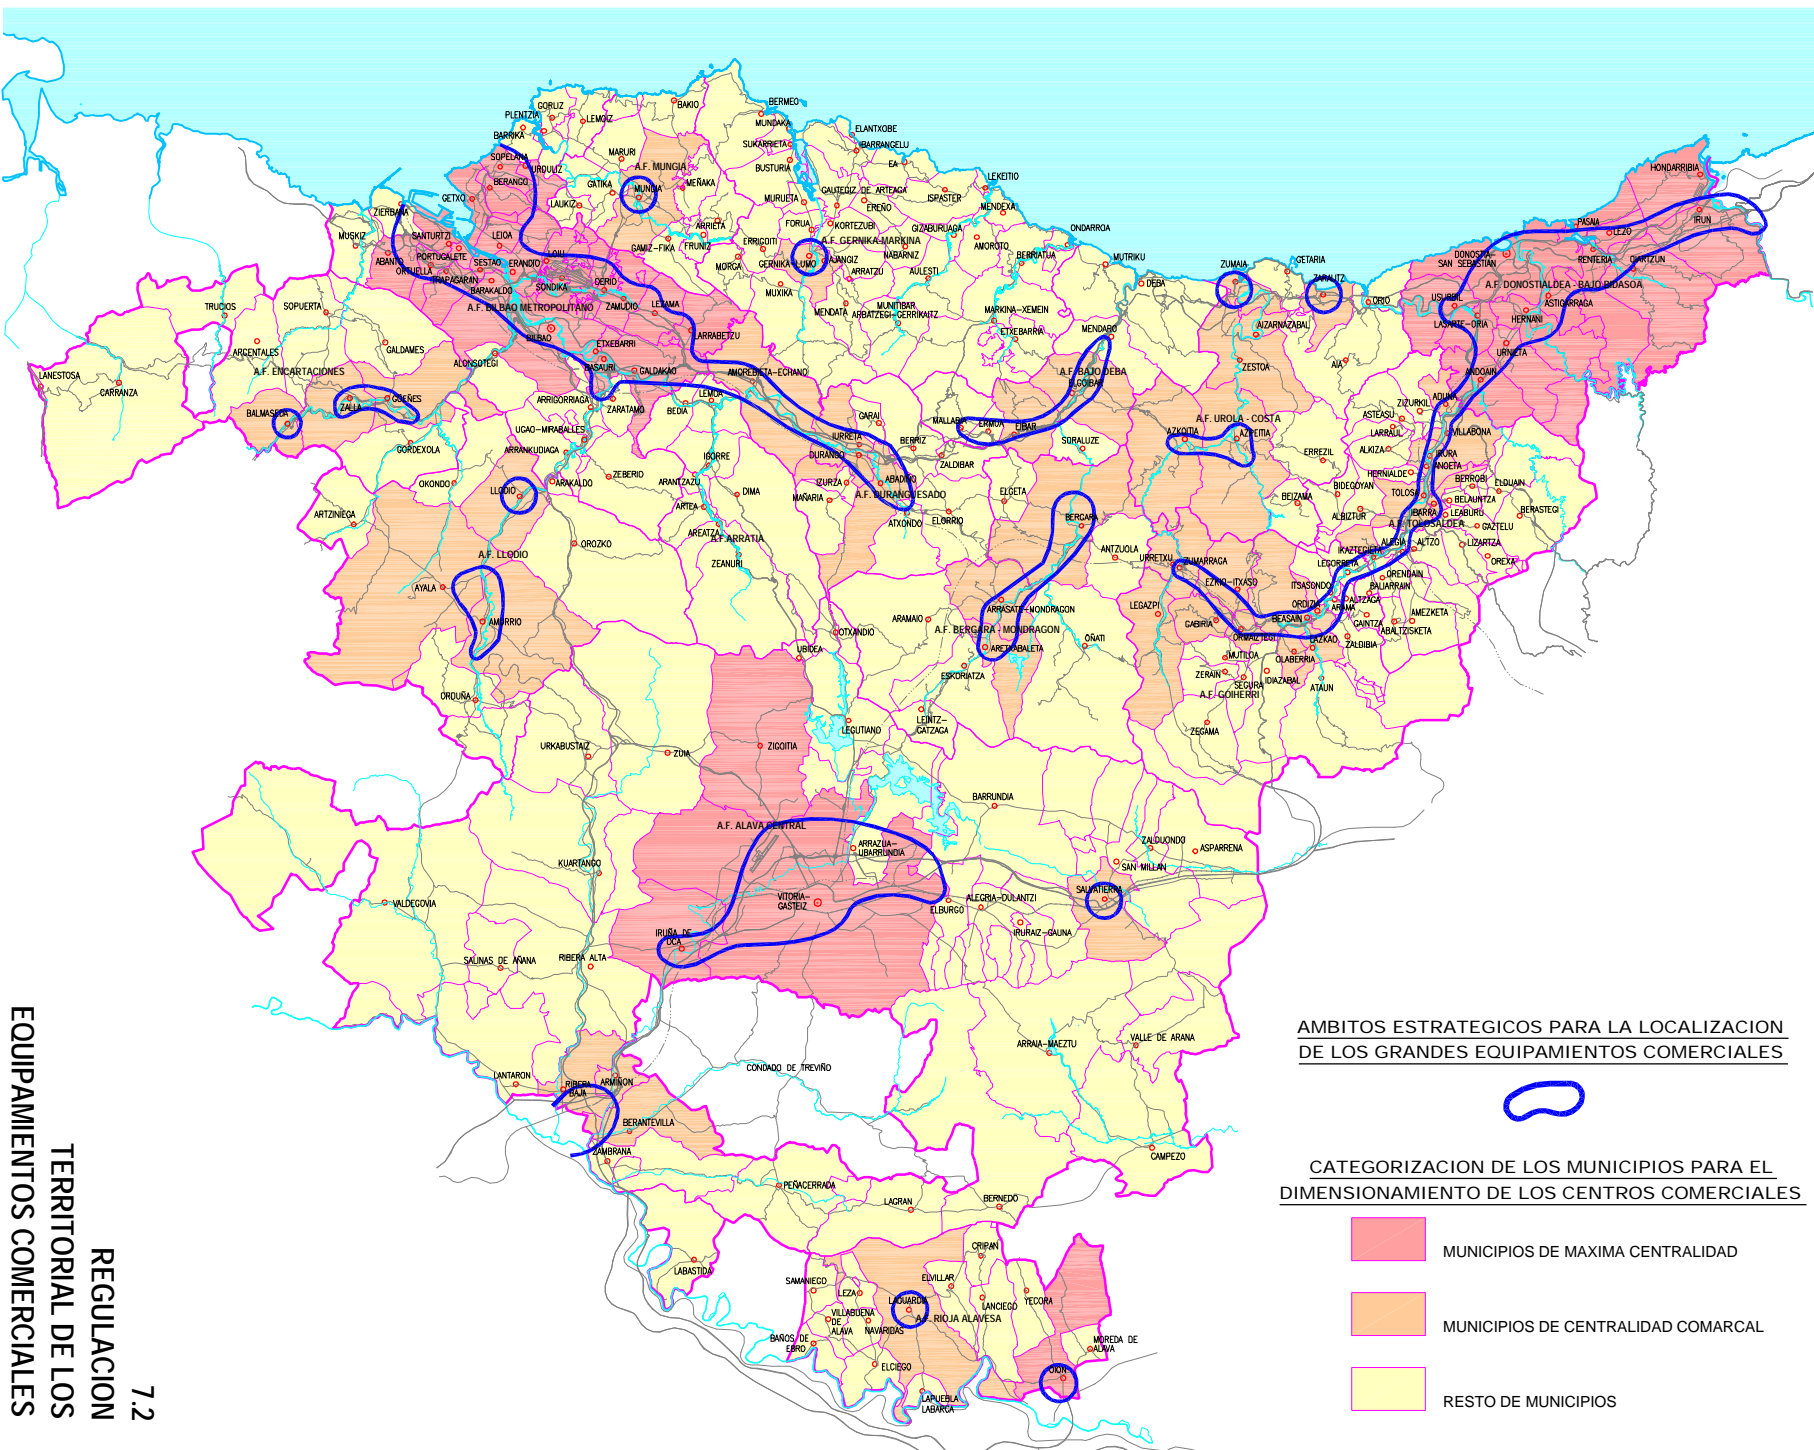 GORLIZ
PLENTZIA
LEMOIZ
BAKIO
BERMEO
MUNDAKA
BARRIKA
ELANTXOBE
SUKARRIETA
IBARRANGELU
SOPELANA
MARURI
A.F. MUNGIA
URDULIZ
BUSTURIA
EA
BERANGO
GATIKA
MUNGIA
MEÑAKA
LEKEITIO
GETXO
LAUKIZ
MURUETA
GAUTEGIZ DE ARTEAGA
EREÑO
ISPASTER
MENDEXA
ZIERBANA
ARRIETA
FORUA
KORTEZUBI
GIZABURUAGA
MUSKIZ
SANTURTZI
LEIOA
GAMIZ-FIKA
FRUNIZ
ERRIGOITI
A.F. GERNIKA-MARKINA
AMOROTO
ONDARROA
ABANTO
PORTUGALETE
SESTAO
ERANDIO
LOIU
MORGA
GERNIKA-LUMO
AJANGIZ
NABARNIZ
BERRIATUA
MUTRIKU
ORTUELLA
TRAPAGARAN
BARAKALDO
SONDIKA
DERIO
ARRATZU
AULESTI
DEBA
ZUMAIA
GETARIA
ZARAUTZ
ORIO
TRUCIOS
SOPUERTA
A.F. BILBAO METROPOLITANO
ZAMUDIO
LEZAMA
MUXIKA
MENDATA
MUNITIBAR
ARBATZEGI-GERRIKAITZ
MARKINA-XEMEIN
ETXEBARRIA
MENDARO
AIZARNAZABAL
LARRABETZU
BILBAO
ETXEBARRI
ARCENTALES
GALDAMES
ALONSOTEGI
BASAURI
GALDAKAO
AMOREBIETA-ECHANO
A.F. ENCARTACIONES
A.F. BAJO DEBA
ELGOIBAR
ZESTOA
AIA
LANESTOSA
CARRANZA
BALMASEDA
ZALLA
GÜEÑES
ARRIGORRIAGA
ZARATAMO
BEDIA
LEMOA
GARAI
MALLABIA
ERMUA
EIBAR
A.F. UROLA - COSTA
UGAO-MIRABALLES
IURRETA
BERRIZ
SORALUZE
AZKOITIA
AZPEITIA
GORDEXOLA
ARRANKUDIAGA
IGORRE
DURANGO
ZALDIBAR
ERREZIL
OKONDO
LLODIO
ARAKALDO
ZEBERIO
ARANTZAZU
DIMA
IZURZA
ABADIÑO
MAÑARIA
A.F. DURANGUESADO
ELGETA
BEIZAMA
BIDEGOYAN
ARTZINIEGA
ARTEA
ATXONDO
ELORRIO
BERGARA
ALBIZTUR
AREATZA
A.F. ARRATIA
A.F. LLODIO
OROZKO
ZEANURI
ANTZUOLA
URRETXU
ZUMARRAGA
AYALA
AMURRIO
EZKIO-ITXASO
ARRASATE-MONDRAGON
LEGAZPI
GABIRIA
ARAMAIO
A.F. BERGARA - MONDRAGON
OTXANDIO
UBIDEA
ARETXABALETA
OÑATI
ESKORIATZA
ORMAIZTEGI
MUTILOA
ZERAIN
SEGURA
A.F. GOIHERRI
IDIAZABAL
ATAUN
ZEGAMA
ORDUÑA
LEGUTIANO
LEINTZ-
GATZAGA
URKABUSTAIZ
ZUIA
ZIGOITIA
HONDARRIBIA
IRUN
PASAIA
LEZO
DONOSTIA-
SAN SEBASTIAN
RENTERIA
OIARTZUN
A.F. DONOSTIALDEA - BAJO BIDASOA
USURBIL
ASTIGARRAGA
LASARTE-ORIA
HERNANI
URNIETA
ANDOAIN
ADUNA
ZIZURKIL
ASTEASU
LARRAUL
VILLABONA
ALKIZA
IRURA
ANOETA
HERNIALDE
BERROBI
ELDUAIN
TOLOSA
BELAUNTZA
IBARRA
LEABURU
BERASTEGI
A.F. TOLOSALDEA
GAZTELU
ALEGIA
ALTZO
LIZARTZA
OREXA
IKAZTEGIETA
LEGORRETA
ORENDAIN
BALIARRAIN
ITSASONDO
ORDIZIA
ALTZAGA
ARAMA
AMEZKETA
BEASAIN
GAINTZA
ABALTZISKETA
LAZKAO
ZALDIBIA
OLABERRIA
BARRUNDIA
A.F. ALAVA CENTRAL
ARRAZUA-
UBARRUNDIA
ZALDUONDO
ASPARRENA
SAN MILLAN
KUARTANGO
SALVATIERRA
VALDEGOVIA
VITORIA-
GASTEIZ
ELBURGO
ALEGRIA-DULANTZI
IRURAIZ-GAUNA
IRUÑA DE
OCA
SALINAS DE AÑANA
RIBERA ALTA
ARRAIA-MAEZTU
VALLE DE ARANA
CONDADO DE TREVIÑO
LANTARON
RIBERA
BAJA
ARMIÑON
BERANTEVILLA
ZAMBRANA
CAMPEZO
PEÑACERRADA
LAGRAN
BERNEDO
LABASTIDA
CRIPAN
SAMANIEGO
LEZA
ELVILLAR
LAGUARDIA
LANCIEGO
YECORA
VILLABUENA
DE
ALAVA
NAVARIDAS
A.F. RIOJA ALAVESA
BAÑOS DE
EBRO
MOREDA DE
ALAVA
ELCIEGO
OION
LAPUEBLA
LABARCA
AMBITOS ESTRATEGICOS PARA LA LOCALIZACION
DE LOS GRANDES EQUIPAMIENTOS COMERCIALES
CATEGORIZACION DE LOS MUNICIPIOS PARA EL
DIMENSIONAMIENTO DE LOS CENTROS COMERCIALES
MUNICIPIOS DE MAXIMA CENTRALIDAD
MUNICIPIOS DE CENTRALIDAD COMARCAL
RESTO DE MUNICIPIOS
7.2
REGULACION
TERRITORIAL DE LOS
EQUIPAMIENTOS COMERCIALES